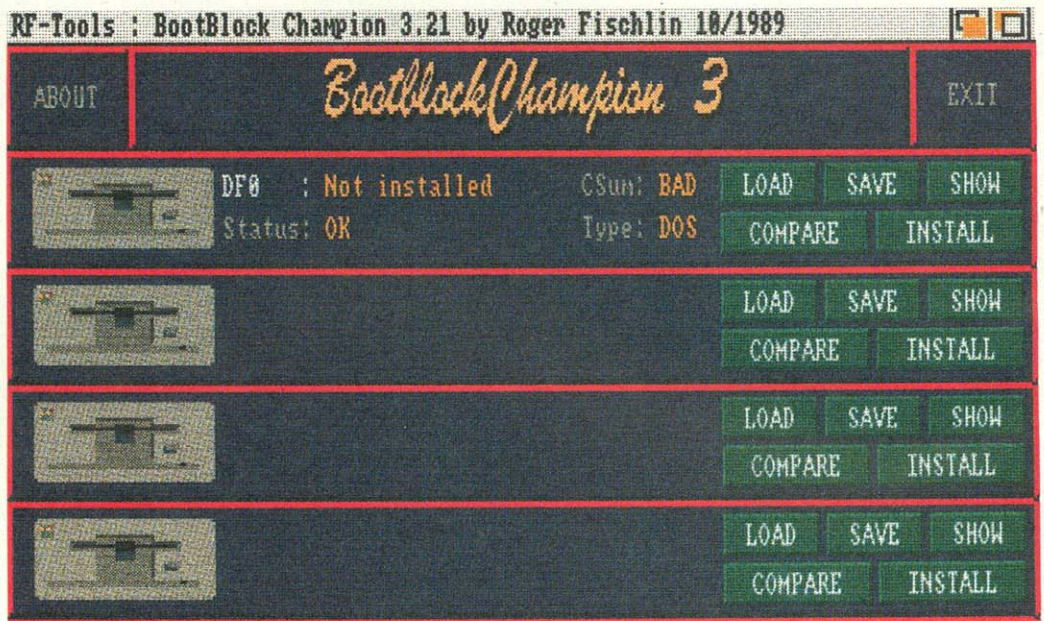 RF-Tools : BootBlock Champion 3.21 by Roger Fischlin 10/1989
ABOUT
BootblockChampion 3
EXIT
DF0 : Not installed CSum: BAD
LOAD SAVE SHOW
Status: OK Type: DOS
COMPARE INSTALL
LOAD SAVE SHOW
COMPARE INSTALL
LOAD SAVE SHOW
COMPARE INSTALL
LOAD SAVE SHOW
COMPARE INSTALL